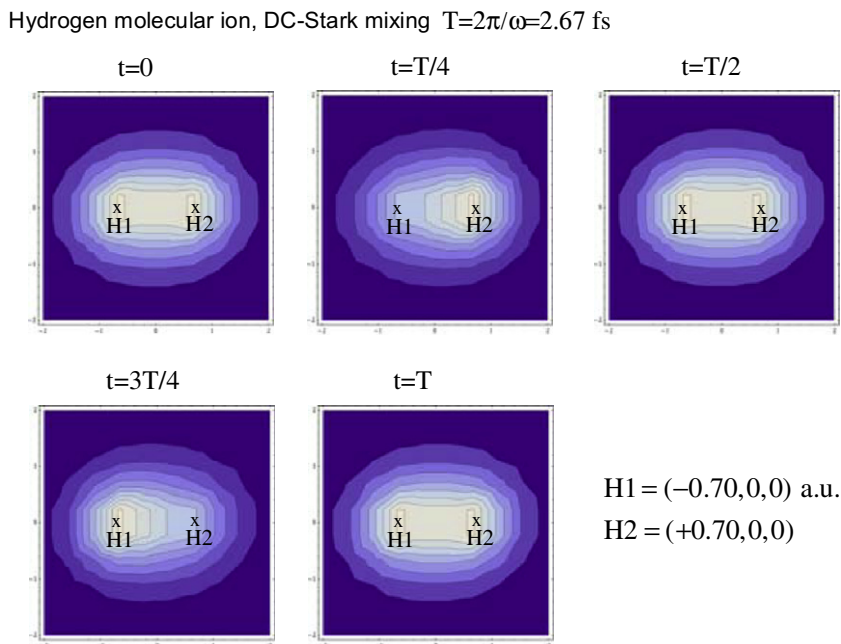 Hydrogen molecular ion, DC-Stark mixing T=2π/ω=2.67 fs
t=0 t=T/4 t=T/2
H1 H2 H1 H2 H1 H2
t=3T/4 t=T
H1 = (−0.70,0,0) a.u.
H1 H2 H1 H2
H2 = (+0.70,0,0)